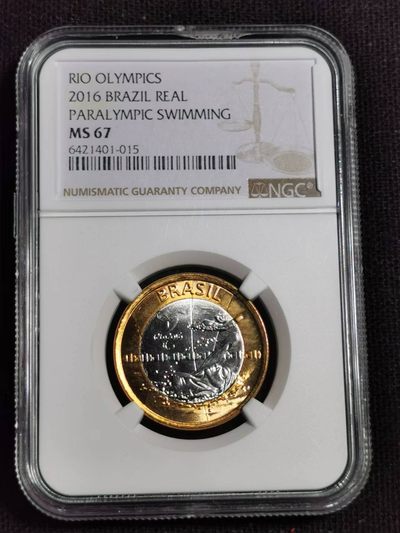 RIO OLYMPICS
2016 BRAZIL REAL
PARALYMPIC SWIMMING
MS 67
6421401-015
NUMISMATIC GUARANTY COMPANY NGC
BRASIL